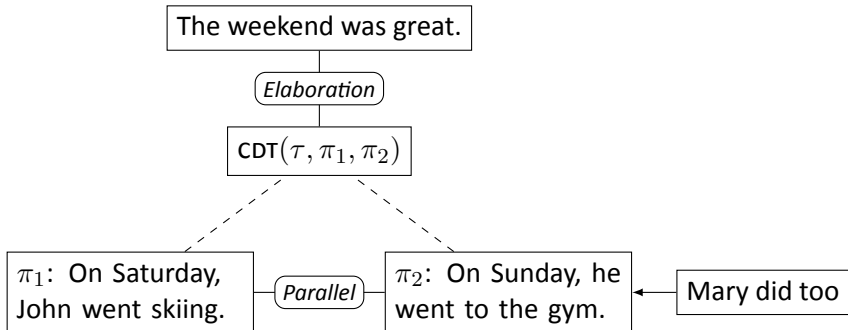 The weekend was great.
Elaboration
CDT(τ, π₁, π₂)
π₁: On Saturday,
John went skiing.
Parallel
π₂: On Sunday, he
went to the gym.
Mary did too